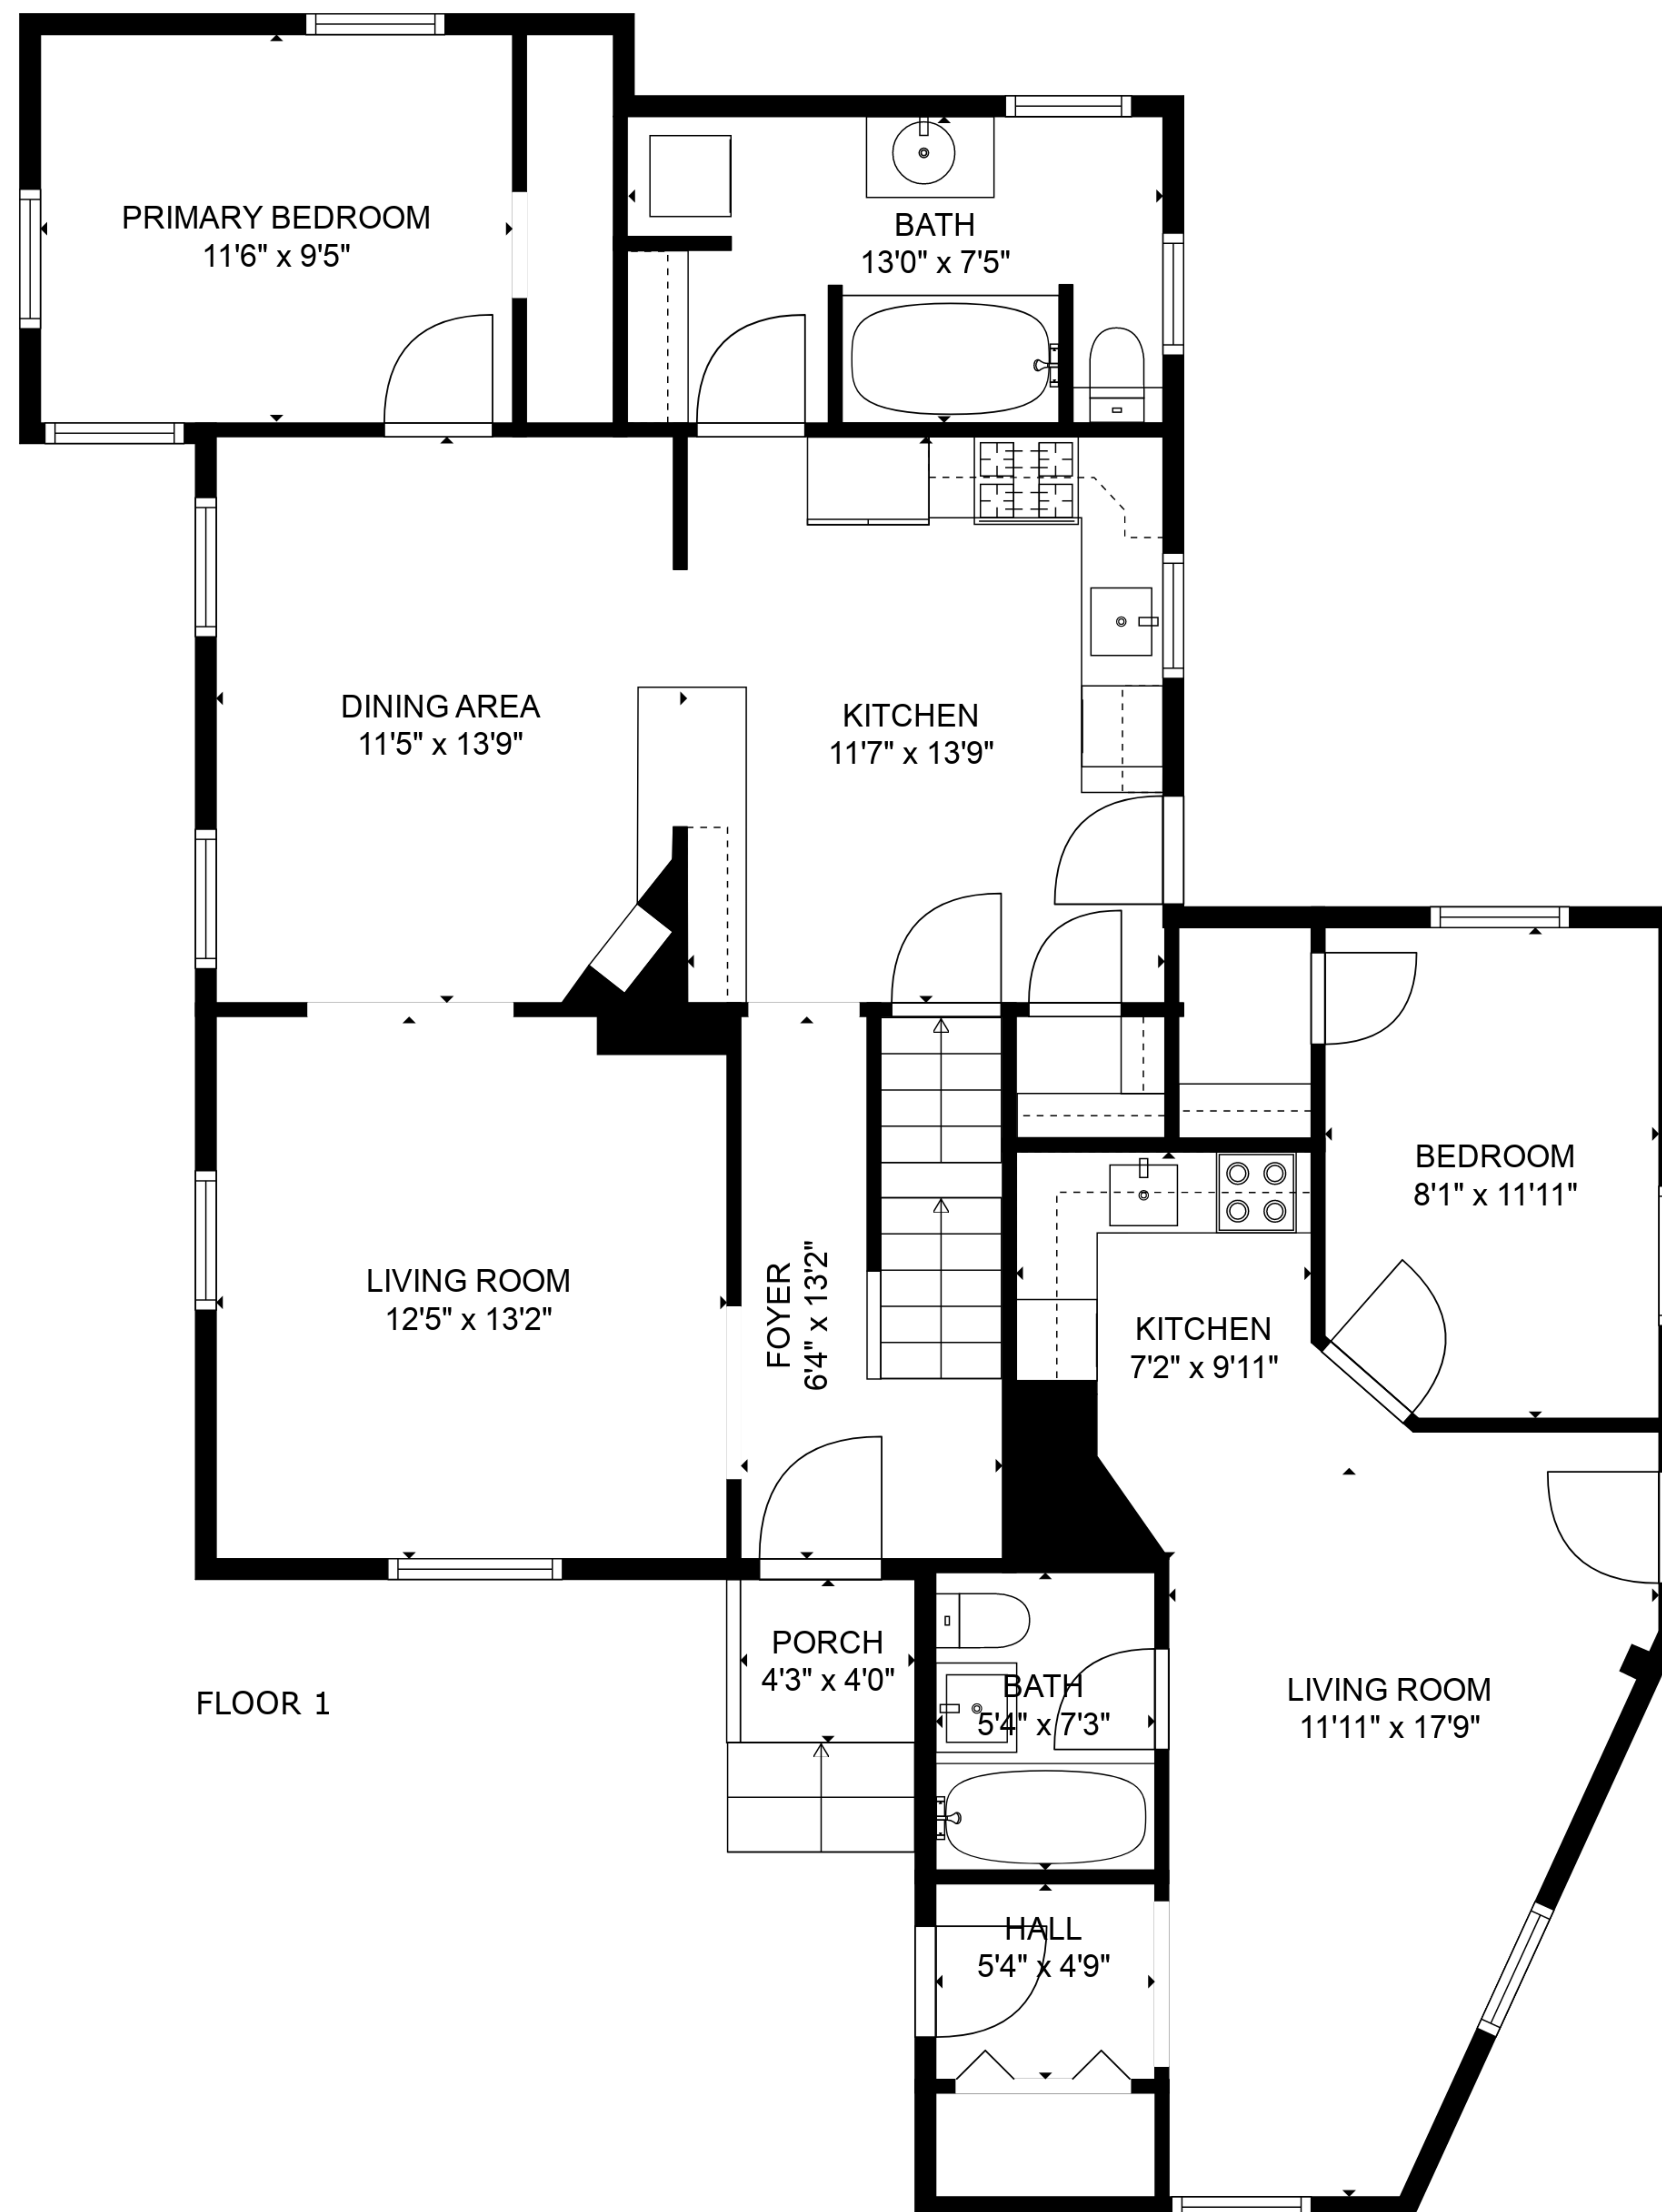 PRIMARY BEDROOM
11'6" x 9'5"
BATH
13'0" x 7'5"
DINING AREA
11'5" x 13'9"
KITCHEN
11'7" x 13'9"
BEDROOM
8'1" x 11'11"
LIVING ROOM
12'5" x 13'2"
FOYER
6'4" x 13'2"
KITCHEN
7'2" x 9'11"
PORCH
4'3" x 4'0"
BATH
5'4" x 7'3"
LIVING ROOM
11'11" x 17'9"
FLOOR 1
HALL
5'4" x 4'9"